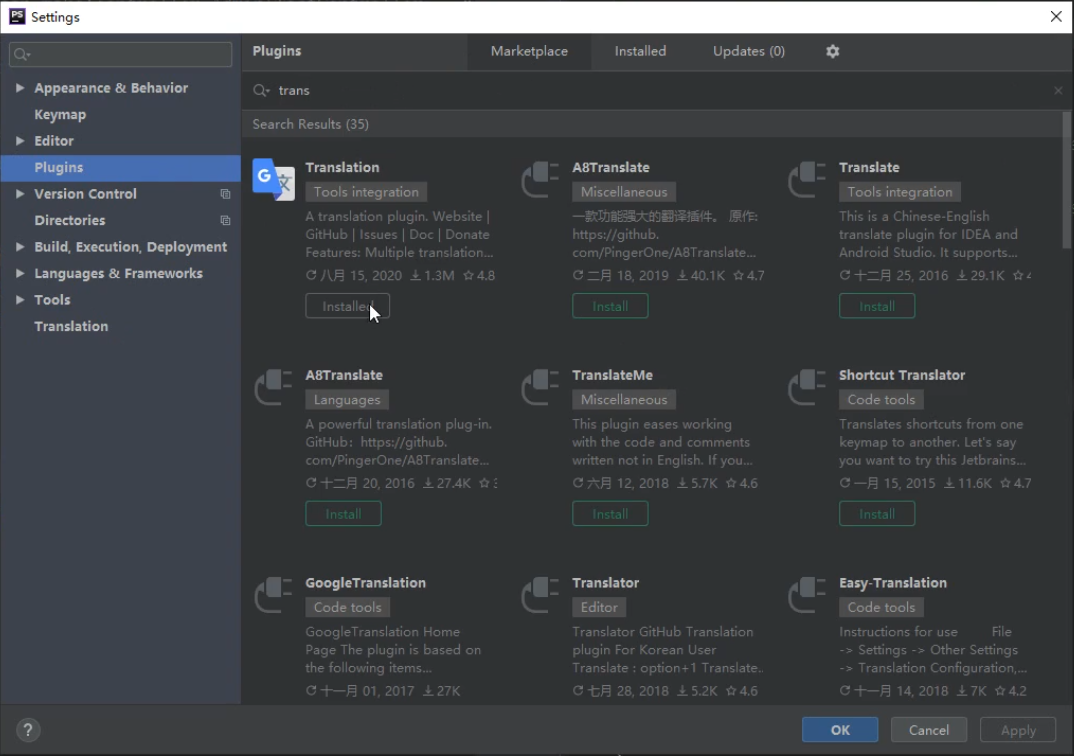 PS
Settings
Appearance & Behavior
Keymap
Editor
Plugins
Version Control
Directories
Build, Execution, Deployment
Languages & Frameworks
Tools
Translation
Plugins
Marketplace
Installed
Updates (0)
trans
Search Results (35)
G
文
Translation
Tools integration
A translation plugin. Website |
GitHub | Issues | Doc | Donate
Features: Multiple translation...
八月 15, 2020 1.3M 4.8
Installed
A8Translate
Miscellaneous
一款功能强大的翻译插件。 原作:
https://github.
com/PingerOne/A8Translate...
二月 18, 2019 40.1K 4.7
Install
Translate
Tools integration
This is a Chinese-English
translate plugin for IDEA and
Android Studio. It supports...
十二月 25, 2016 29.1K 4
Install
A8Translate
Languages
A powerful translation plug-in.
GitHub：https://github.
com/PingerOne/A8Translate...
十二月 20, 2016 27.4K
Install
TranslateMe
Miscellaneous
This plugin eases working
with the code and comments
written not in English. If you...
六月 12, 2018 5.7K 4.6
Install
Shortcut Translator
Code tools
Translates shortcuts from one
keymap to another. Let's say
you want to try this Jetbrains...
一月 15, 2015 11.6K 4.7
Install
GoogleTranslation
Code tools
GoogleTranslation Home
Page The plugin is based on
the following items...
十一月 01, 2017 27K
Translator
Editor
Translator GitHub Translation
plugin For Korean User
Translate : option+1 Translate..
七月 28, 2018 5.2K 4.6
Easy-Translation
Code tools
Instructions for use File
-> Settings -> Other Settings
-> Translation Configuration,...
十一月 14, 2018 7K 4.2
?
OK
Cancel
Apply